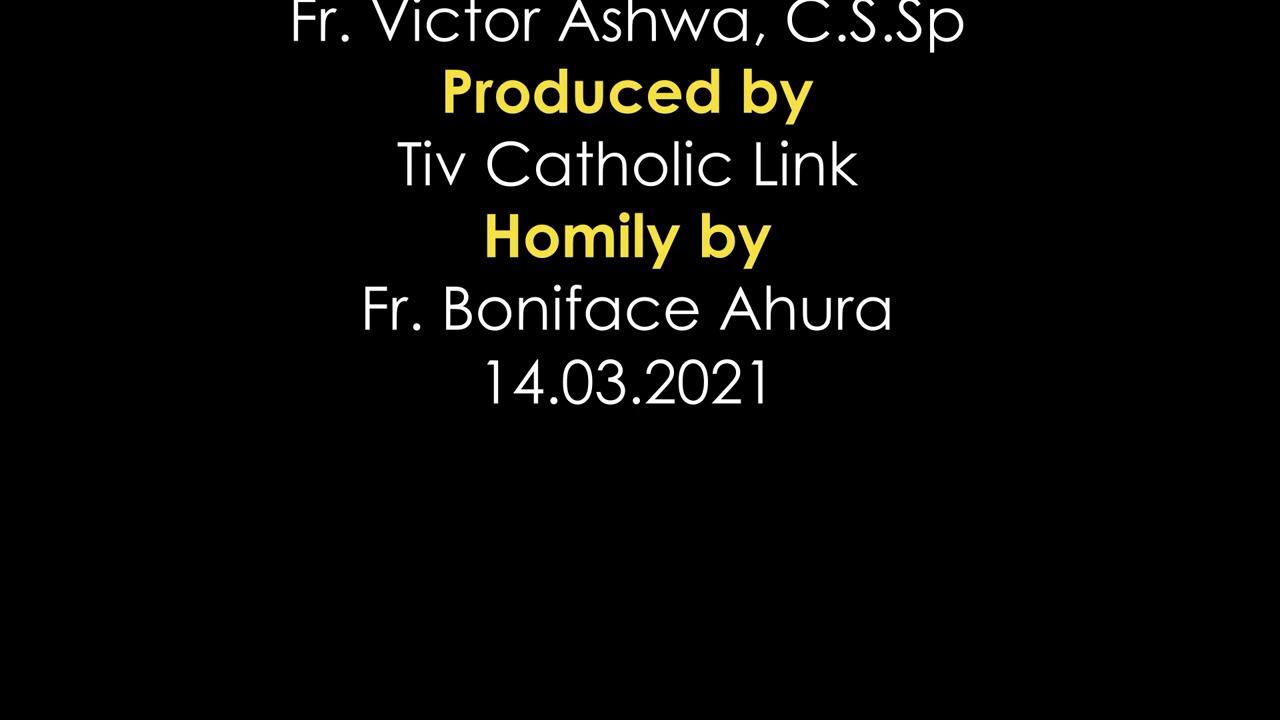 Fr. Victor Ashwa, C.S.Sp
Produced by
Tiv Catholic Link
Homily by
Fr. Boniface Ahura
14.03.2021